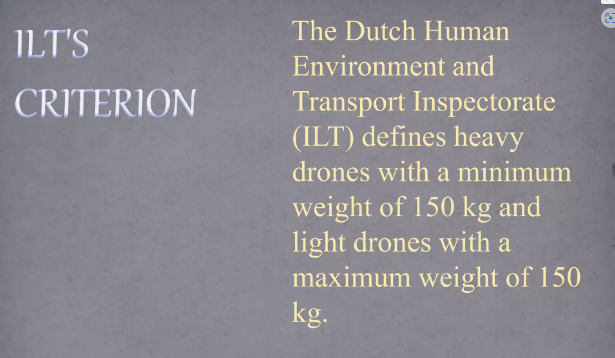 ILT'S
CRITERION
The Dutch Human
Environment and
Transport Inspectorate
(ILT) defines heavy
drones with a minimum
weight of 150 kg and
light drones with a
maximum weight of 150
kg.